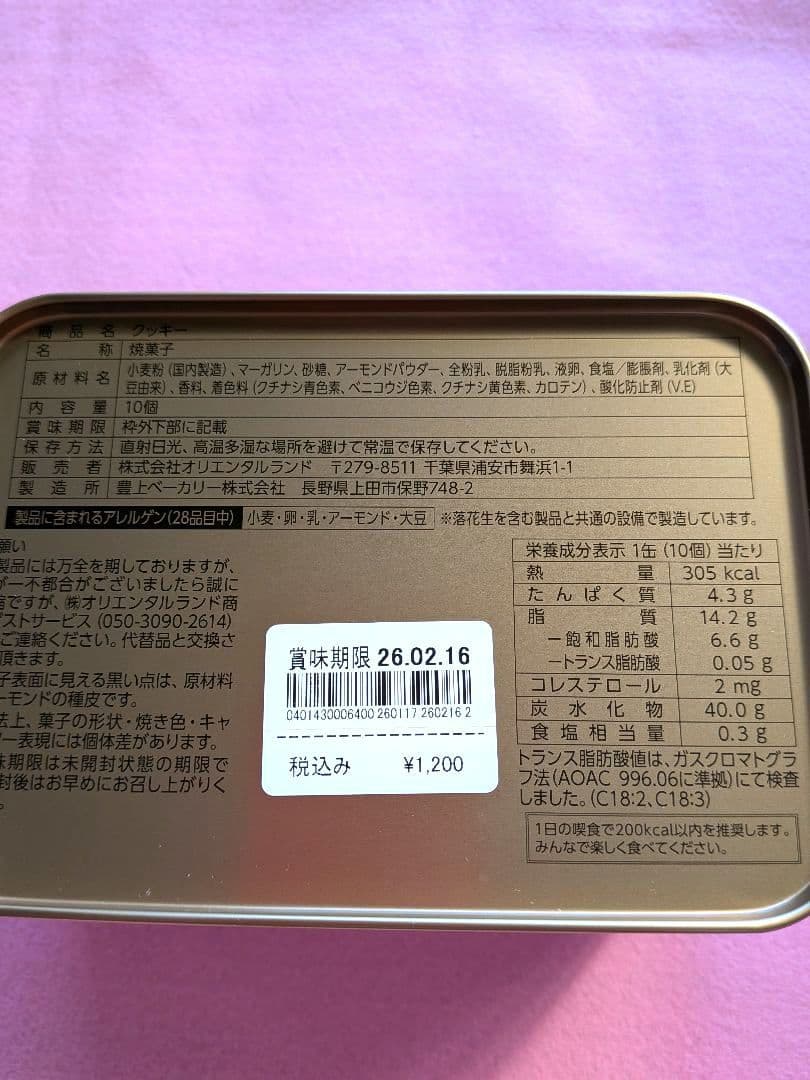 商品名 クッキー
名称 焼菓子
原材料名 小麦粉(国内製造)、マーガリン、砂糖、アーモンドパウダー、全粉乳、脱脂粉乳、液卵、食塩/膨脹剤、乳化剤(大
豆由来)、香料、着色料(クチナシ青色素、ベニコウジ色素、クチナシ黄色素、カロテン)、酸化防止剤(V.E)
内容量 10個
賞味期限 枠外下部に記載
保存方法 直射日光、高温多湿な場所を避けて常温で保存してください。
販売者 株式会社オリエンタルランド 〒279-8511 千葉県浦安市舞浜1-1
製造所 豊上ベーカリー株式会社 長野県上田市保野748-2
製品に含まれるアレルゲン(28品目中) 小麦・卵・乳・アーモンド・大豆 ※落花生を含む製品と共通の設備で製造しています。
願い
製品には万全を期しておりますが、
が一不都合がございましたら誠に
ですが、㈱オリエンタルランド商
ストサービス(050-3090-2614)
ご連絡ください。代替品と交換さ
頂きます。
子表面に見える黒い点は、原材料
ーモンドの種皮です。
法上、菓子の形状・焼き色・キャ
ー表現には個体差があります。
味期限は未開封状態の期限で
封後はお早めにお召し上がりく
。
賞味期限 26.02.16
0401430006400 260117 260216 2
税込み ¥1,200
栄養成分表示 1缶(10個)当たり
熱量 305 kcal
たんぱく質 4.3 g
脂質 14.2 g
―飽和脂肪酸 6.6 g
―トランス脂肪酸 0.05 g
コレステロール 2 mg
炭水化物 40.0 g
食塩相当量 0.3 g
トランス脂肪酸値は、ガスクロマトグラ
フ法(AOAC 996.06に準拠)にて検査
しました。(C18:2、C18:3)
1日の喫食で200kcal以内を推奨します。
みんなで楽しく食べてください。